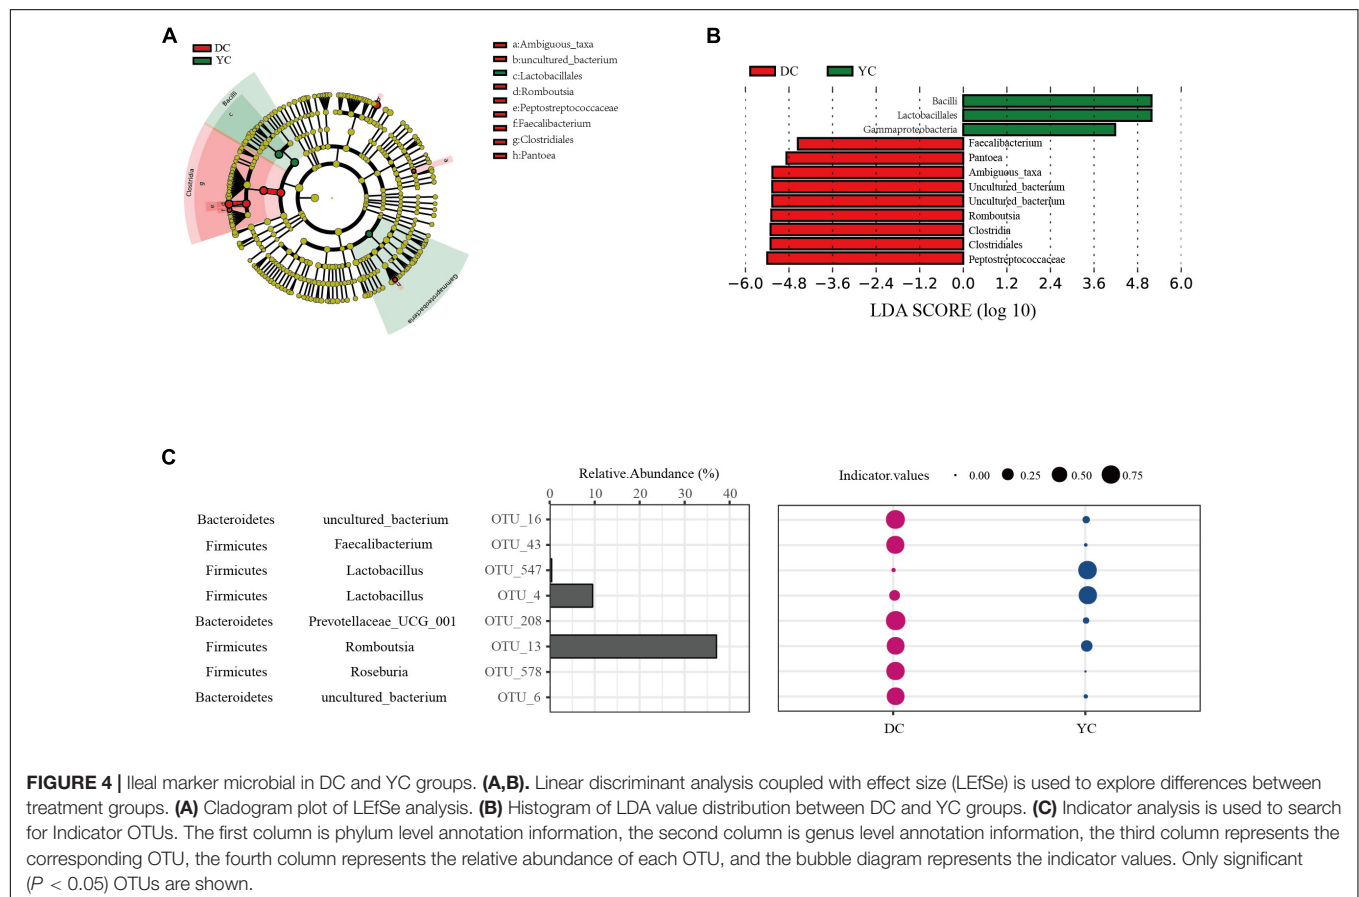 A
DC
YC
Bacilli
c
Clostridia
g
Gammaproteobacteria
a:Ambiguous_taxa
b:uncultured_bacterium
c:Lactobacillales
d:Romboutsia
e:Peptostreptococcaceae
f:Faecalibacterium
g:Clostridiales
h:Pantoea
B
DC YC
Bacilli
Lactobacillales
Gammaproteobacteria
Faecalibacterium
Pantoea
Ambiguous_taxa
Uncultured_bacterium
Uncultured_bacterium
Romboutsia
Clostridia
Clostridiales
Peptostreptococcaceae
−6.0 −4.8 −3.6 −2.4 −1.2 0.0 1.2 2.4 3.6 4.8 6.0
LDA SCORE (log 10)
C
Relative.Abundance (%)
0 10 20 30 40
Indicator.values 0.00 0.25 0.50 0.75
Bacteroidetes uncultured_bacterium OTU_16
Firmicutes Faecalibacterium OTU_43
Firmicutes Lactobacillus OTU_547
Firmicutes Lactobacillus OTU_4
Bacteroidetes Prevotellaceae_UCG_001 OTU_208
Firmicutes Romboutsia OTU_13
Firmicutes Roseburia OTU_578
Bacteroidetes uncultured_bacterium OTU_6
DC YC
FIGURE 4 | Ileal marker microbial in DC and YC groups. (A,B). Linear discriminant analysis coupled with effect size (LEfSe) is used to explore differences between
treatment groups. (A) Cladogram plot of LEfSe analysis. (B) Histogram of LDA value distribution between DC and YC groups. (C) Indicator analysis is used to search
for Indicator OTUs. The first column is phylum level annotation information, the second column is genus level annotation information, the third column represents the
corresponding OTU, the fourth column represents the relative abundance of each OTU, and the bubble diagram represents the indicator values. Only significant
(P < 0.05) OTUs are shown.